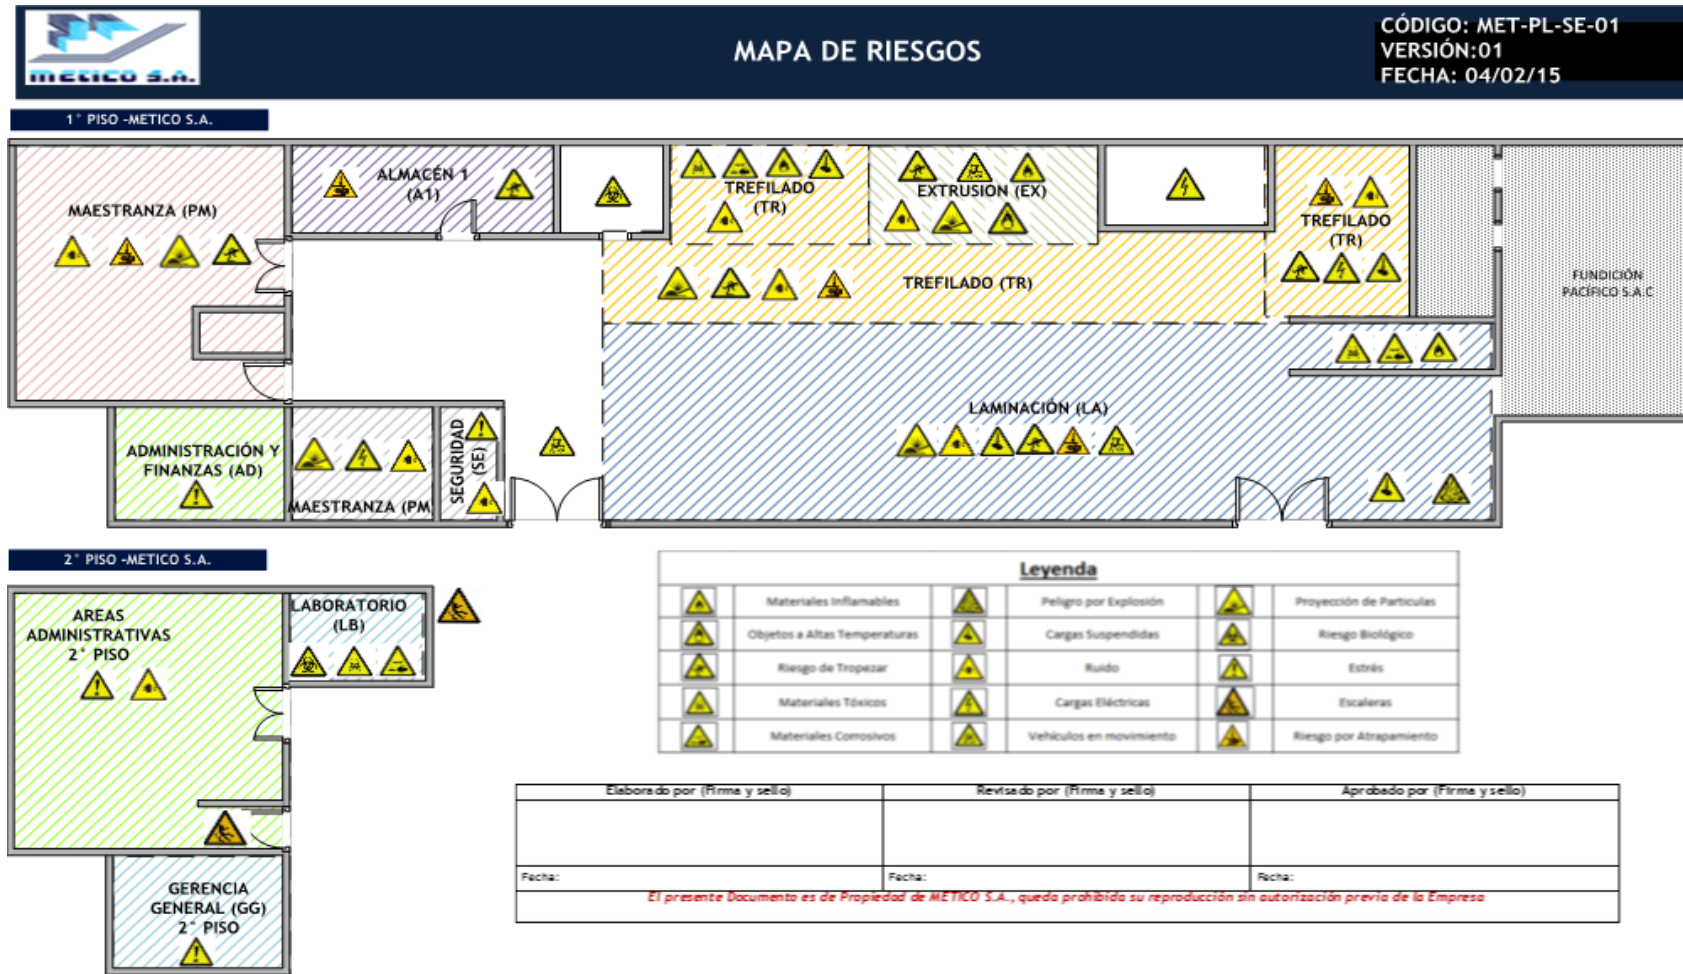 METICO S.A.
MAPA DE RIESGOS
CÓDIGO: MET-PL-SE-01
VERSIÓN:01
FECHA: 04/02/15
1° PISO -METICO S.A.
MAESTRANZA (PM)
ALMACÉN 1
(A1)
TREFILADO
(TR)
EXTRUSION (EX)
TREFILADO
(TR)
TREFILADO (TR)
FUNDICIÓN
PACÍFICO S.A.C
LAMINACIÓN (LA)
ADMINISTRACIÓN Y
FINANZAS (AD)
MAESTRANZA (PM
SEGURIDAD
(SE)
2° PISO -METICO S.A.
AREAS
ADMINISTRATIVAS
2° PISO
LABORATORIO
(LB)
GERENCIA
GENERAL (GG)
2° PISO
Leyenda
Materiales Inflamables
Peligro por Explosión
Proyección de Particulas
Objetos a Altas Temperaturas
Cargas Suspendidas
Riesgo Biológico
Riesgo de Tropezar
Ruido
Estrés
Materiales Tóxicos
Cargas Eléctricas
Escaleras
Materiales Corrosivos
Vehículos en movimiento
Riesgo por Atrapamiento
Elaborado por (Firma y sello)
Revisado por (Firma y sello)
Aprobado por (Firma y sello)
Fecha:
Fecha:
Fecha:
El presente Documento es de Propiedad de METICO S.A., queda prohibida su reproducción sin autorización previa de la Empresa